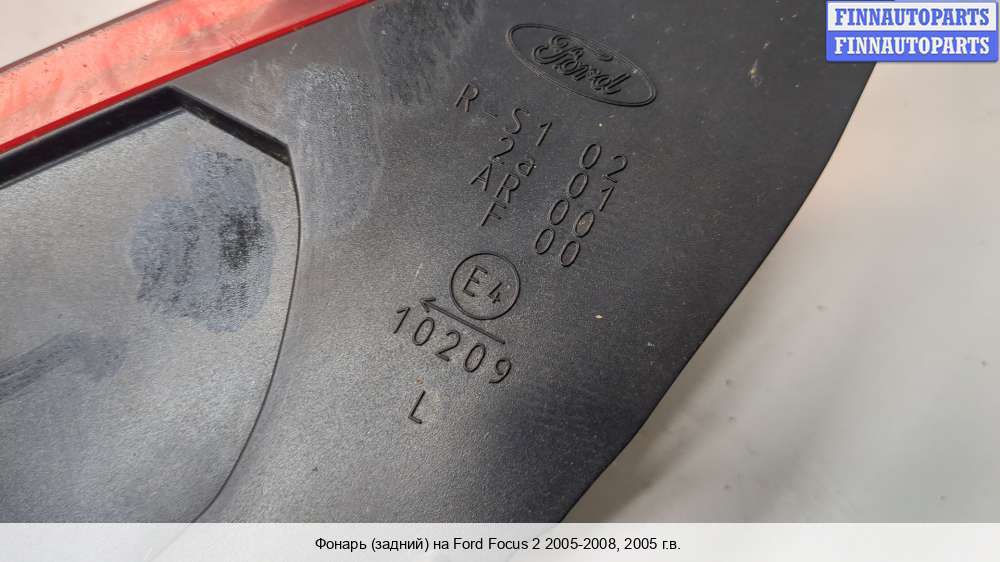 FINNAUTOPARTS
FINNAUTOPARTS
Ford
R-S1 02
2a 01
AR 00
F 00
E4
10209
L
Фонарь (задний) на Ford Focus 2 2005-2008, 2005 г.в.